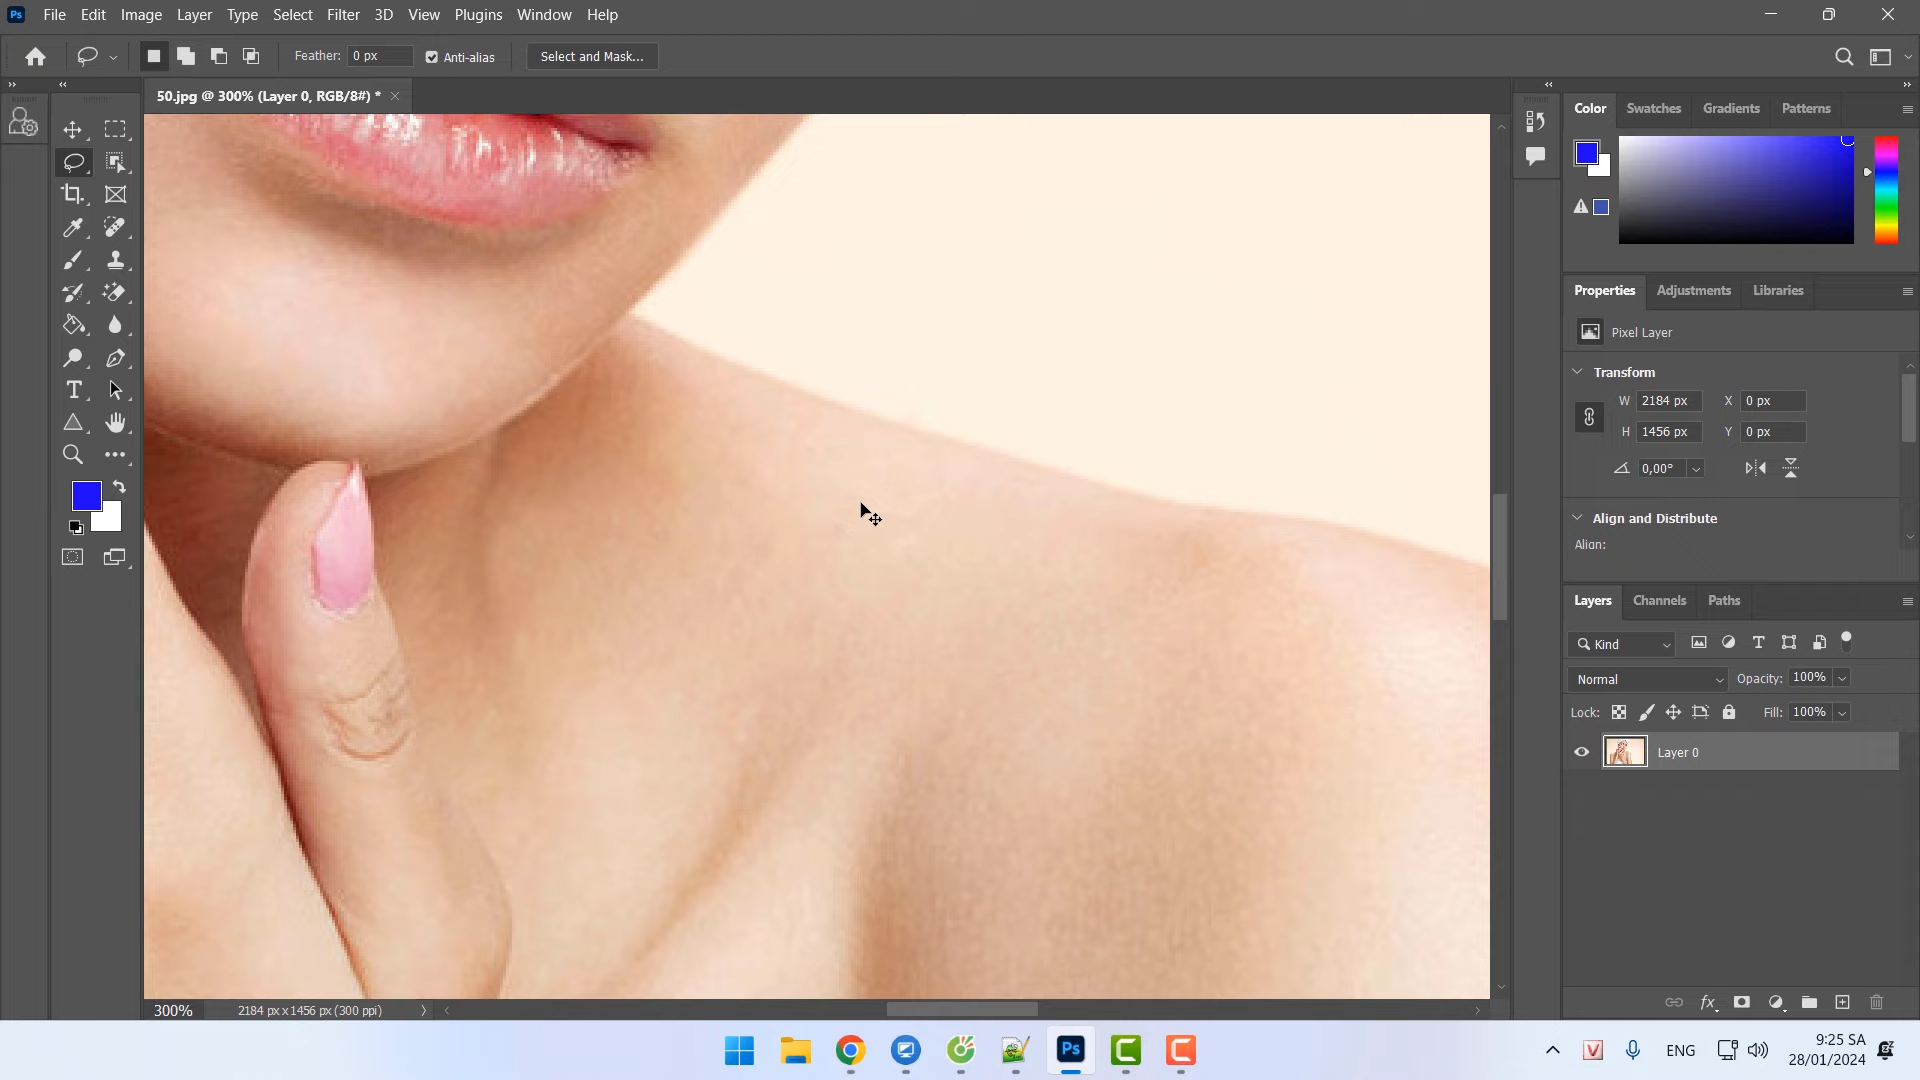 Ps File Edit Image Layer Type Select Filter 3D View Plugins Window Help
Feather: 0 px Anti-alias Select and Mask...
50.jpg @ 300% (Layer 0, RGB/8#) *
Color Swatches Gradients Patterns
Properties Adjustments Libraries
Pixel Layer
Transform
W 2184 px X 0 px
H 1456 px Y 0 px
0,00°
Align and Distribute
Align:
Layers Channels Paths
Kind
Normal Opacity: 100%
Lock: Fill: 100%
Layer 0
300% 2184 px x 1456 px (300 ppi)
fx
Ps ENG 9:25 SA
28/01/2024